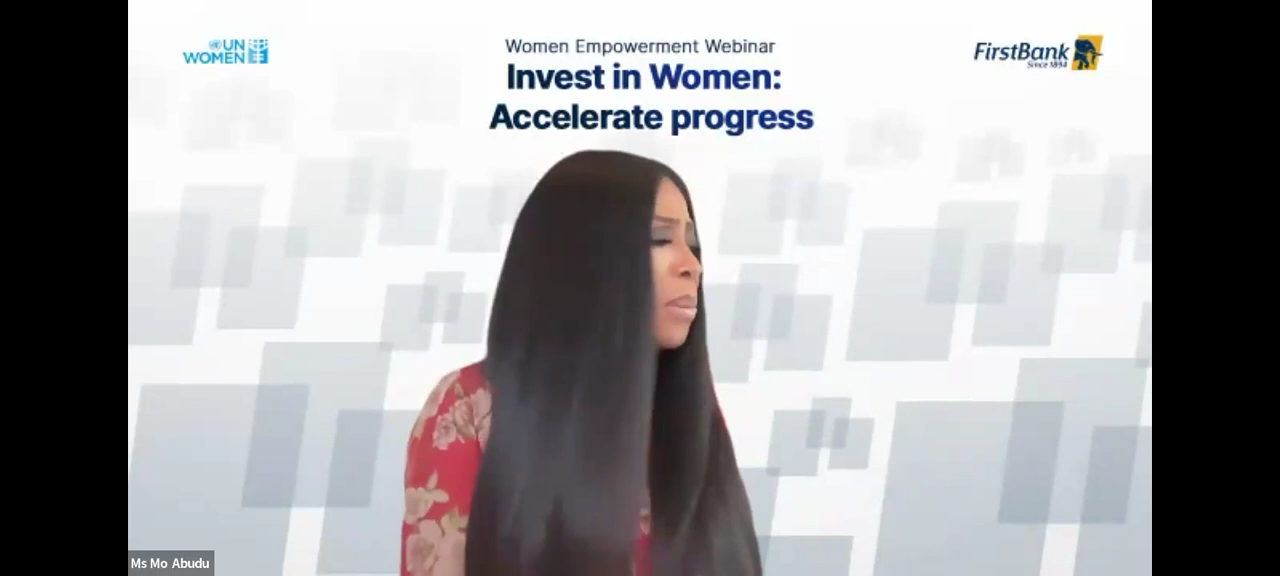 UN
WOMEN
Women Empowerment Webinar
Invest in Women:
Accelerate progress
FirstBank
Since 1894
Ms Mo Abudu